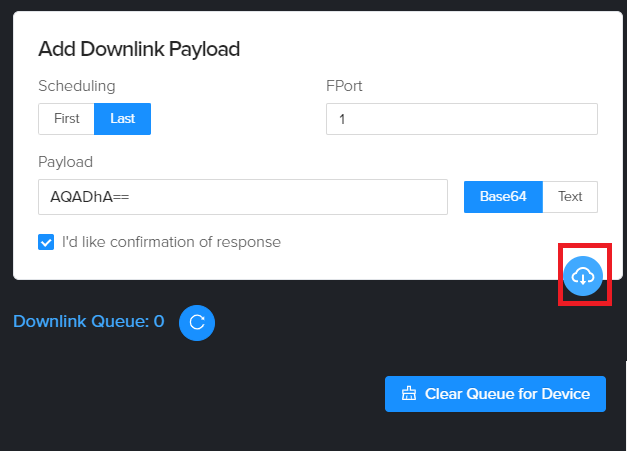 Add Downlink Payload
Scheduling FPort
First Last 1
Payload
AQADhA== Base64 Text
I'd like confirmation of response
Downlink Queue: 0
Clear Queue for Device